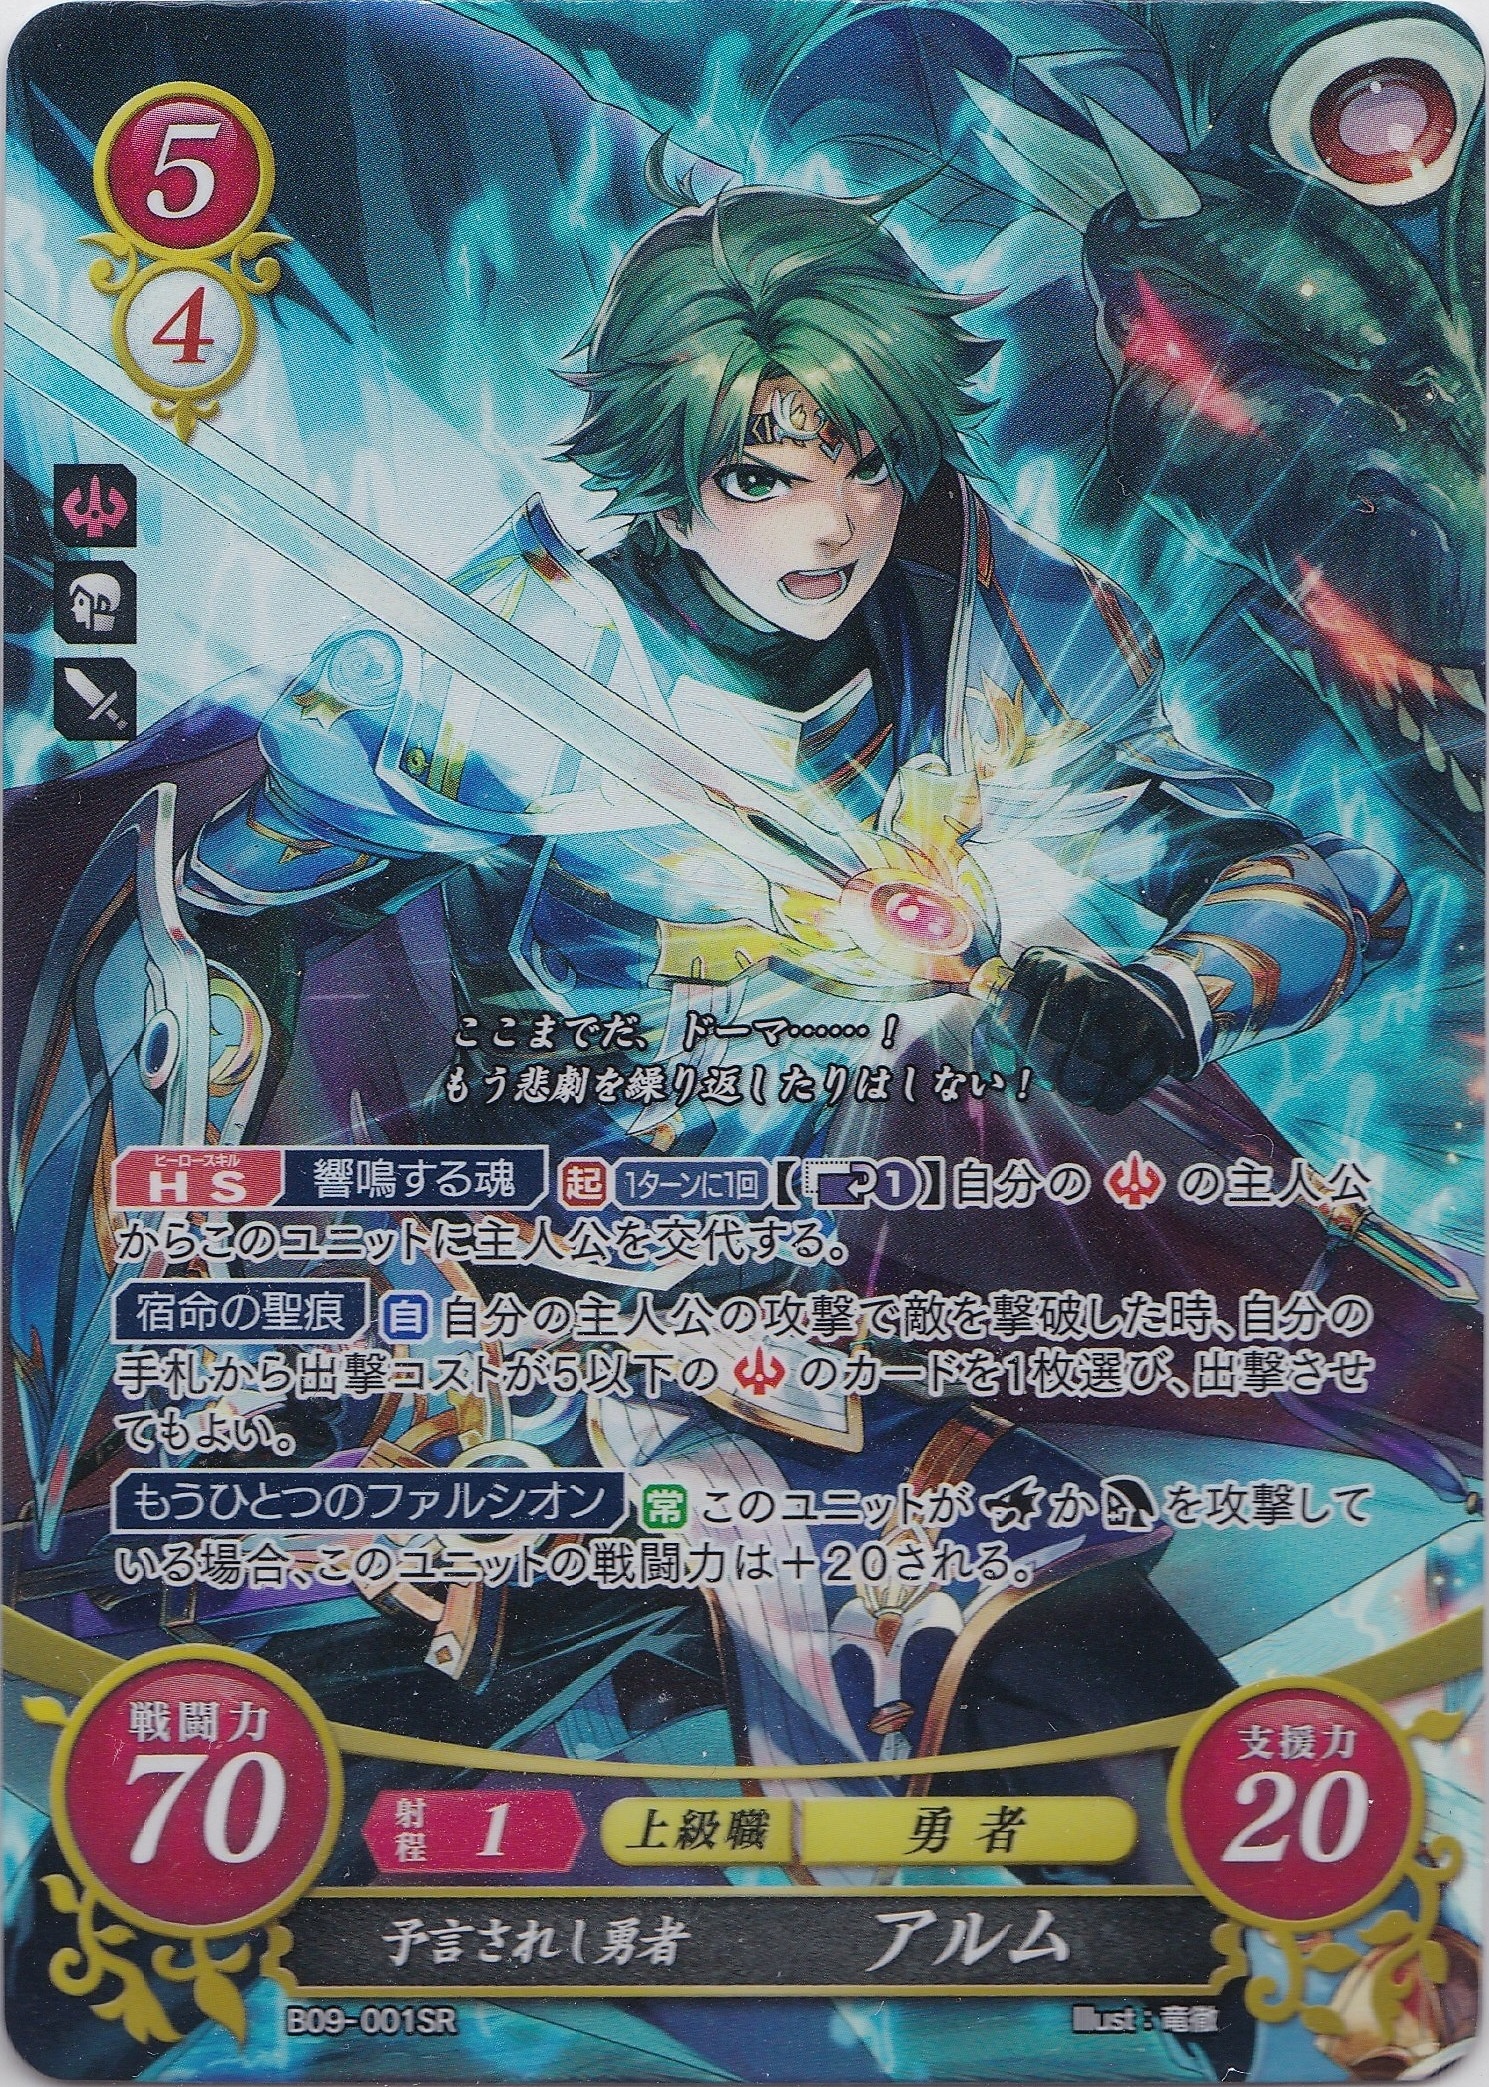 5
4
ここまでだ、ドーマ……！
もう悲劇を繰り返したりはしない！
ヒーロースキル
HS 響鳴する魂 起 1ターンに1回【1】自分の の主人公
からこのユニットに主人公を交代する。
宿命の聖痕 自 自分の主人公の攻撃で敵を撃破した時、自分の
手札から出撃コストが5以下の のカードを1枚選び、出撃させ
てもよい。
もうひとつのファルシオン 常 このユニットが か を攻撃して
いる場合、このユニットの戦闘力は＋20される。
戦闘力
70
射程 1
上級職 勇者
支援力
20
予言されし勇者 アルム
B09-001SR
Illust：竜徹